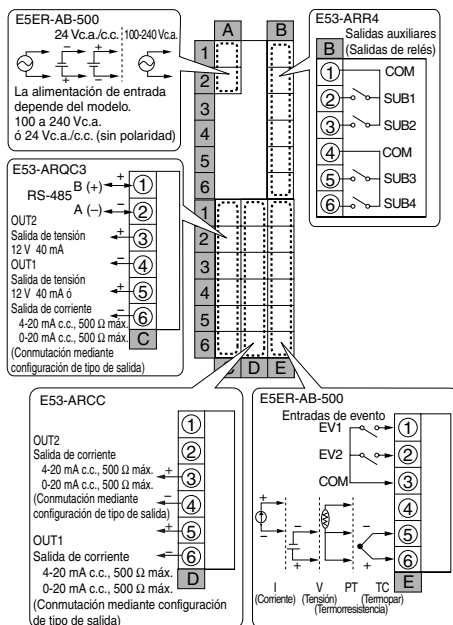 E5ER-AB-500
24 Vc.a./c.c. 100-240 Vc.a.
La alimentación de entrada
depende del modelo.
100 a 240 Vc.a.
ó 24 Vc.a./c.c. (sin polaridad)
A
B
1
2
3
4
5
6
1
2
3
4
5
6
C D E
E53-ARR4
Salidas auxiliares
(Salidas de relés)
B
1 COM
2 SUB1
3 SUB2
4 COM
5 SUB3
6 SUB4
E53-ARQC3
B (+) + 1
RS-485
A (−) − 2
OUT2
Salida de tensión + 3
12 V 40 mA
OUT1 − 4
Salida de tensión
12 V 40 mA ó + 5
Salida de corriente − 6
4-20 mA c.c., 500 Ω máx.
0-20 mA c.c., 500 Ω máx.
C
(Conmutación mediante
configuración de tipo de salida)
E53-ARCC
1
2
OUT2
Salida de corriente
4-20 mA c.c., 500 Ω máx. + 3
0-20 mA c.c., 500 Ω máx.
(Conmutación mediante − 4
configuración de tipo de salida)
+ 5
OUT1
Salida de corriente − 6
4-20 mA c.c., 500 Ω máx.
D
0-20 mA c.c., 500 Ω máx.
(Conmutación mediante configuración
de tipo de salida)
E5ER-AB-500
Entradas de evento
EV1 1
EV2 2
COM 3
4
5
6
E
+ − + − + − +
I V PT TC
(Corriente) (Tensión) (Termopar)
(Termorresistencia)